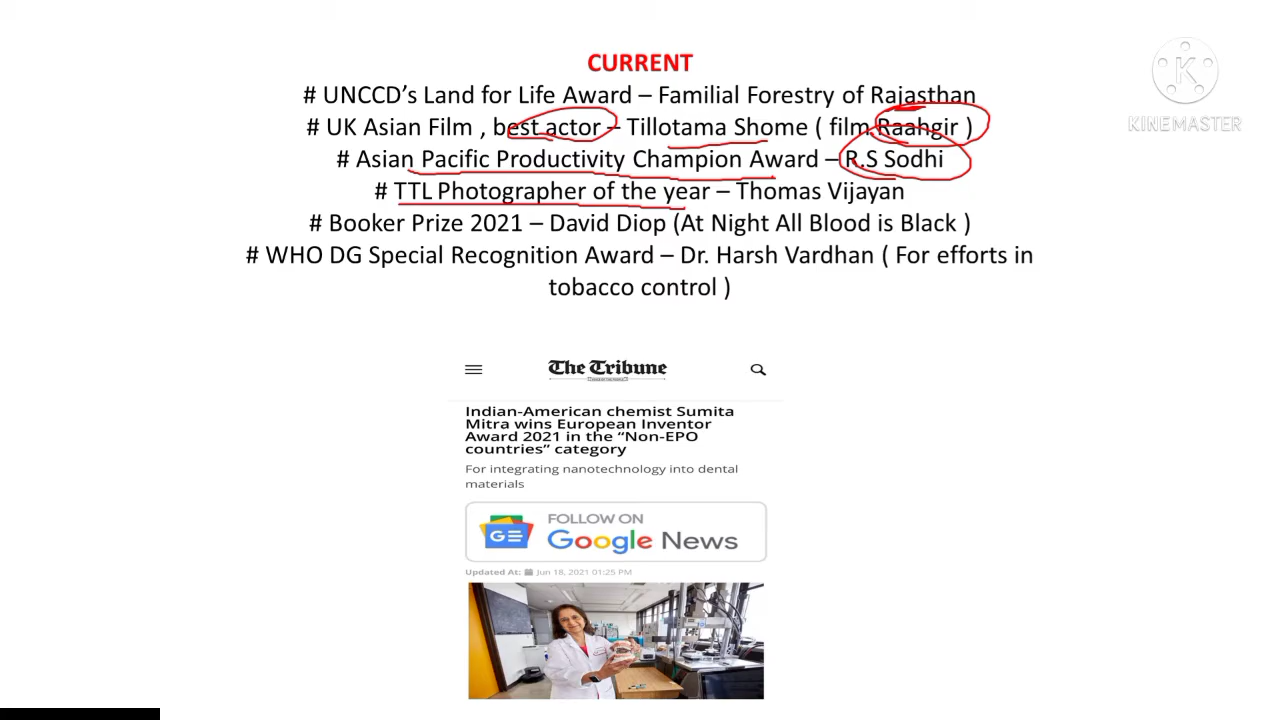 CURRENT
# UNCCD’s Land for Life Award – Familial Forestry of Rajasthan
# UK Asian Film , best actor – Tillotama Shome ( film Raahgir )
# Asian Pacific Productivity Champion Award – R.S Sodhi
# TTL Photographer of the year – Thomas Vijayan
# Booker Prize 2021 – David Diop (At Night All Blood is Black )
# WHO DG Special Recognition Award – Dr. Harsh Vardhan ( For efforts in
tobacco control )
K
KINEMASTER
The Tribune
Indian-American chemist Sumita
Mitra wins European Inventor
Award 2021 in the “Non-EPO
countries” category
For integrating nanotechnology into dental
materials
GE
FOLLOW ON
Google News
Updated At: Jun 18, 2021 01:25 PM